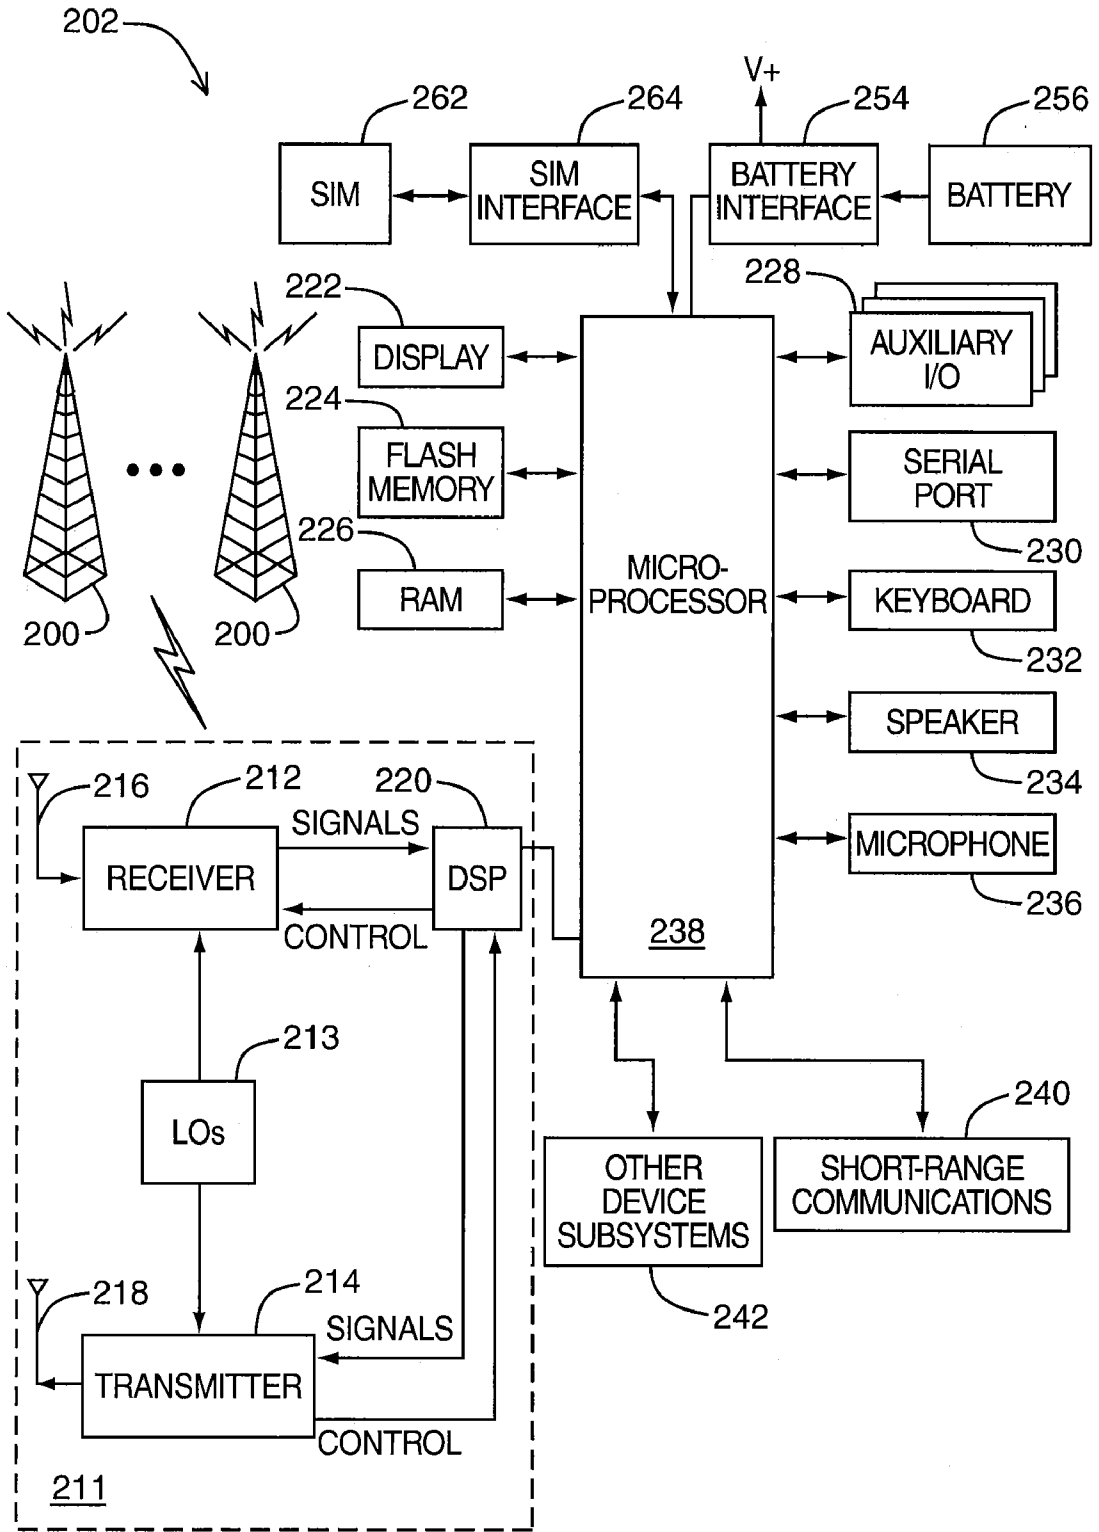 202
V+
262
264
254
256
SIM
SIM
INTERFACE
BATTERY
INTERFACE
BATTERY
222
228
DISPLAY
AUXILIARY
I/O
224
FLASH
MEMORY
SERIAL
PORT
226
230
RAM
MICRO-
PROCESSOR
KEYBOARD
200
200
232
SPEAKER
234
216
212
220
SIGNALS
MICROPHONE
RECEIVER
DSP
236
CONTROL
238
213
LOs
240
OTHER
DEVICE
SUBSYSTEMS
SHORT-RANGE
COMMUNICATIONS
218
214
242
SIGNALS
TRANSMITTER
CONTROL
211